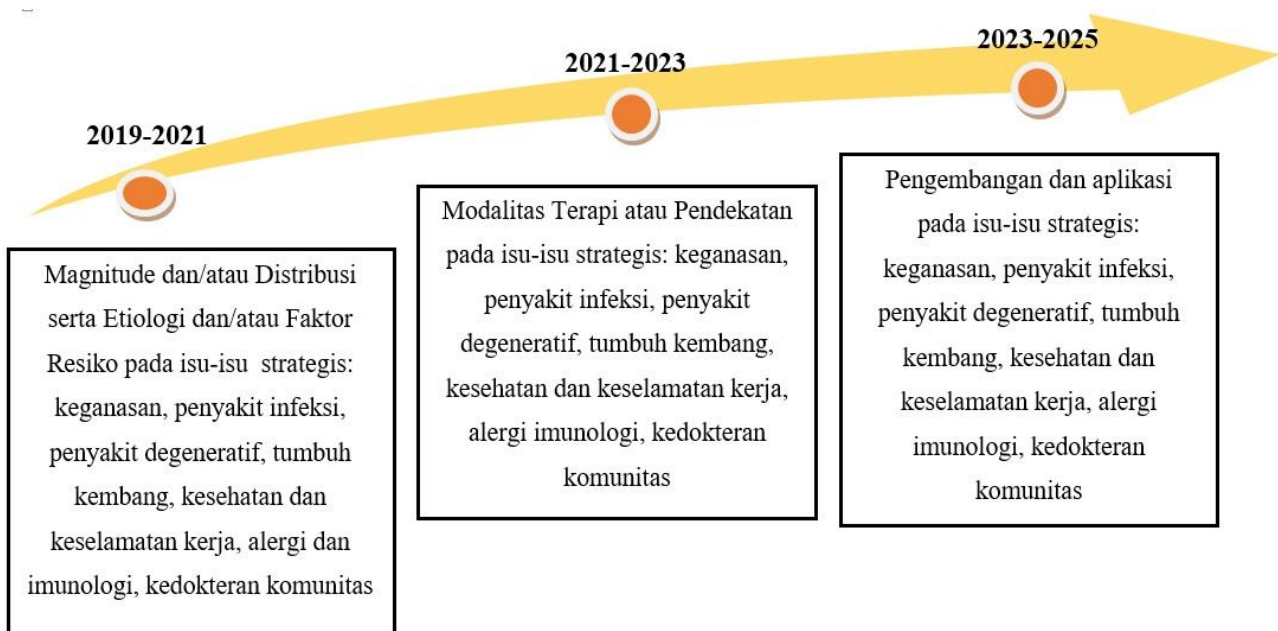 2019-2021
Magnitude dan/atau Distribusi
serta Etiologi dan/atau Faktor
Resiko pada isu-isu strategis:
keganasan, penyakit infeksi,
penyakit degeneratif, tumbuh
kembang, kesehatan dan
keselamatan kerja, alergi dan
imunologi, kedokteran komunitas
2021-2023
Modalitas Terapi atau Pendekatan
pada isu-isu strategis: keganasan,
penyakit infeksi, penyakit
degeneratif, tumbuh kembang,
kesehatan dan keselamatan kerja,
alergi imunologi, kedokteran
komunitas
2023-2025
Pengembangan dan aplikasi
pada isu-isu strategis:
keganasan, penyakit infeksi,
penyakit degeneratif, tumbuh
kembang, kesehatan dan
keselamatan kerja, alergi
imunologi, kedokteran
komunitas